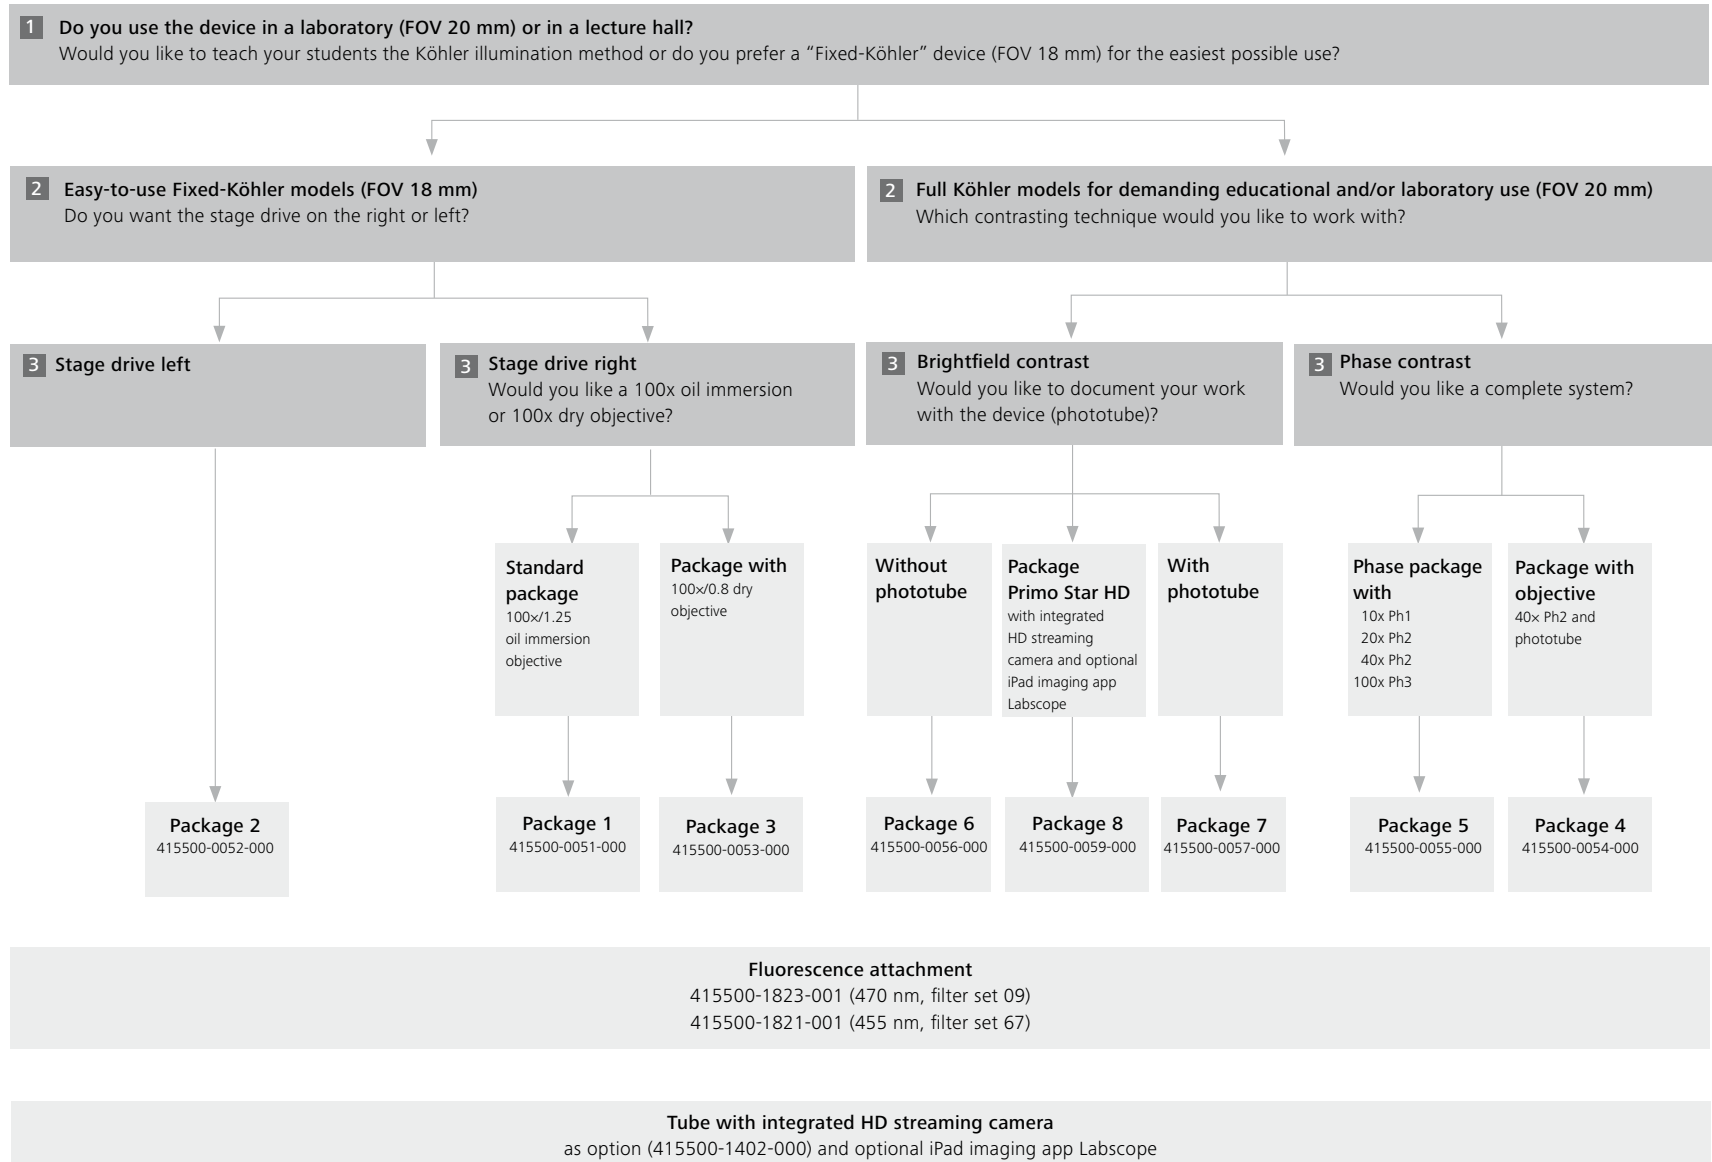 1 Do you use the device in a laboratory (FOV 20 mm) or in a lecture hall?
Would you like to teach your students the Köhler illumination method or do you prefer a “Fixed-Köhler” device (FOV 18 mm) for the easiest possible use?
2 Easy-to-use Fixed-Köhler models (FOV 18 mm)
Do you want the stage drive on the right or left?
2 Full Köhler models for demanding educational and/or laboratory use (FOV 20 mm)
Which contrasting technique would you like to work with?
3 Stage drive left
3 Stage drive right
Would you like a 100x oil immersion
or 100x dry objective?
3 Brightfield contrast
Would you like to document your work
with the device (phototube)?
3 Phase contrast
Would you like a complete system?
Standard
package
100×/1.25
oil immersion
objective
Package with
100×/0.8 dry
objective
Without
phototube
Package
Primo Star HD
with integrated
HD streaming
camera and optional
iPad imaging app
Labscope
With
phototube
Phase package
with
10x Ph1
20x Ph2
40x Ph2
100x Ph3
Package with
objective
40× Ph2 and
phototube
Package 2
415500-0052-000
Package 1
415500-0051-000
Package 3
415500-0053-000
Package 6
415500-0056-000
Package 8
415500-0059-000
Package 7
415500-0057-000
Package 5
415500-0055-000
Package 4
415500-0054-000
Fluorescence attachment
415500-1823-001 (470 nm, filter set 09)
415500-1821-001 (455 nm, filter set 67)
Tube with integrated HD streaming camera
as option (415500-1402-000) and optional iPad imaging app Labscope